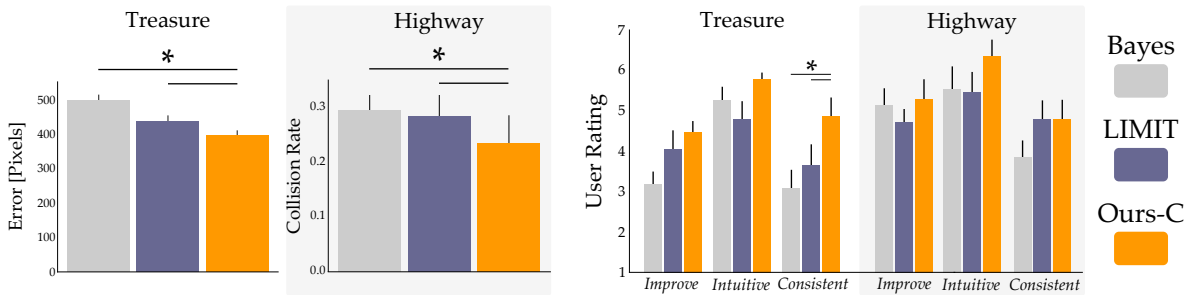 Treasure
*
Error [Pixels]
500
400
300
200
100
0
Highway
*
Collision Rate
0.3
0.2
0.1
0.0
Treasure
Highway
*
User Rating
7
6
5
4
3
2
1
Improve Intuitive Consistent
Improve Intuitive Consistent
Bayes
LIMIT
Ours-C